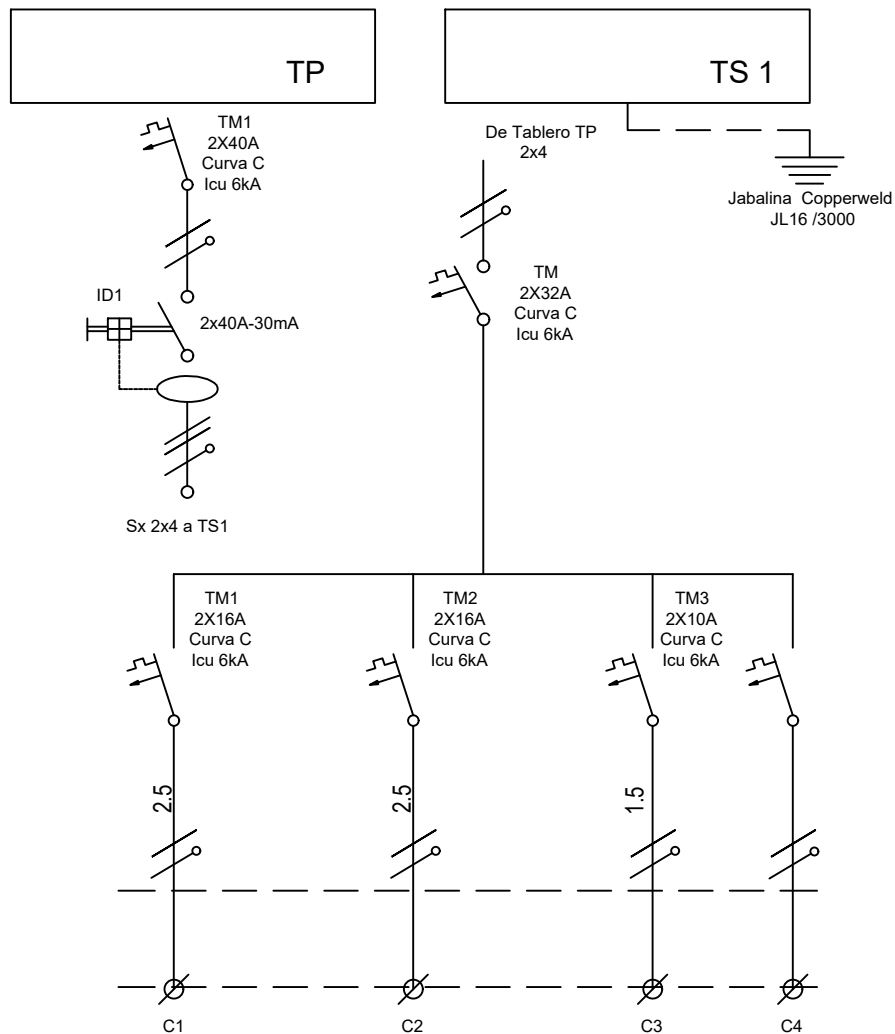 TP
TM1
2X40A
Curva C
Icu 6kA
ID1
2x40A-30mA
Sx 2x4 a TS1
TS 1
De Tablero TP
2x4
Jabalina Copperweld
JL16 /3000
TM
2X32A
Curva C
Icu 6kA
TM1
2X16A
Curva C
Icu 6kA
TM2
2X16A
Curva C
Icu 6kA
TM3
2X10A
Curva C
Icu 6kA
2.5
2.5
1.5
C1
C2
C3
C4